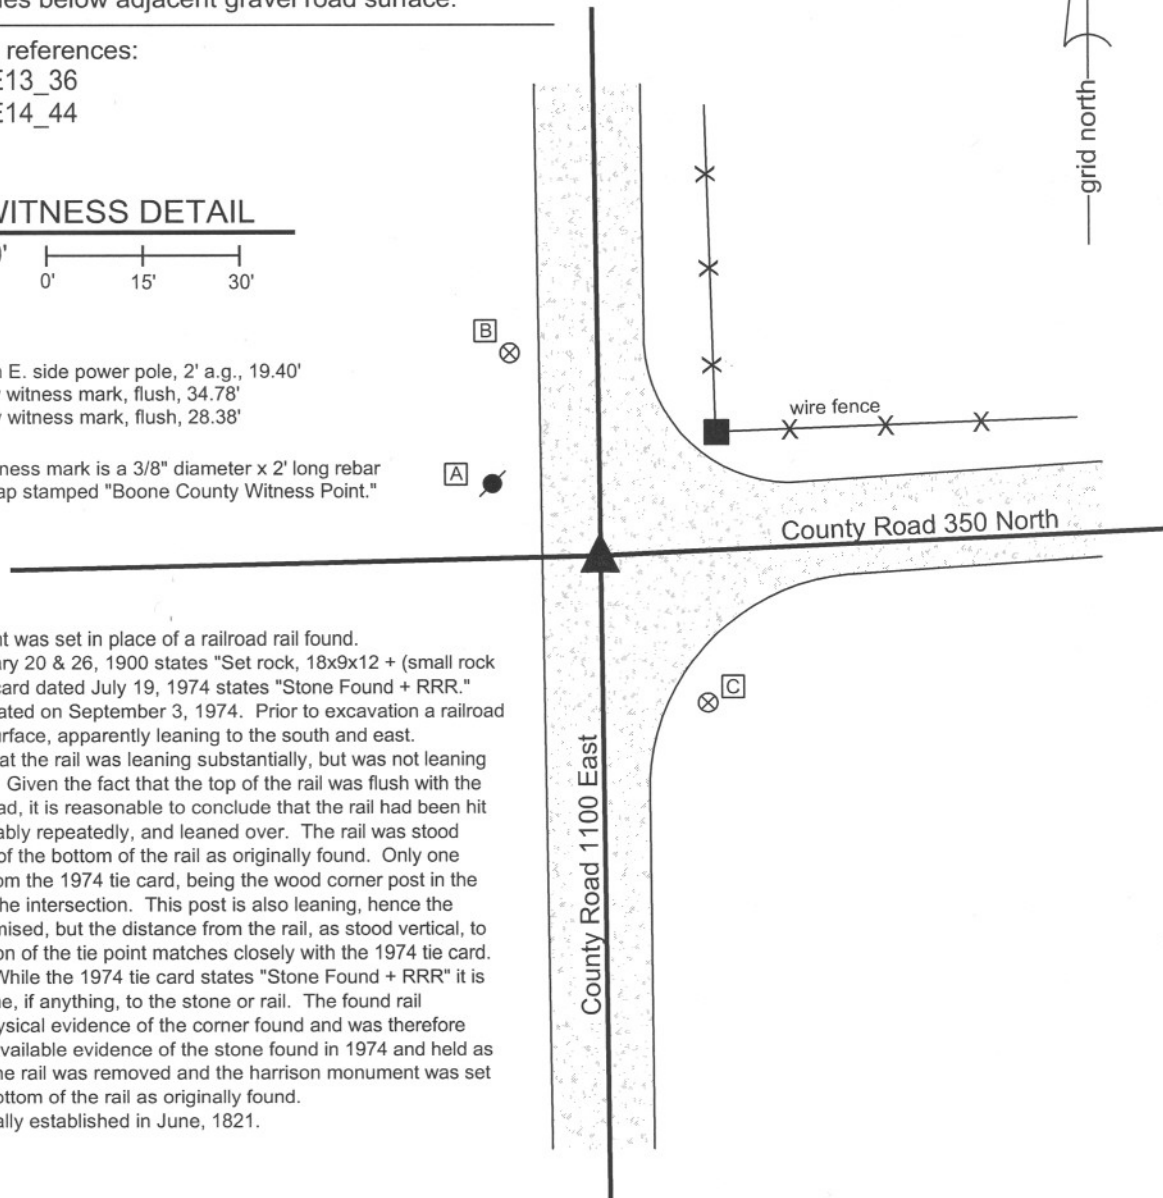 below adjacent gravel road surface.
references:
E13_36
E14_44
WITNESS DETAIL
0' 15' 30'
E. side power pole, 2' a.g., 19.40'
witness mark, flush, 34.78'
witness mark, flush, 28.38'
ness mark is a 3/8" diameter x 2' long rebar
ap stamped "Boone County Witness Point."
B
A
C
wire fence
grid north
County Road 350 North
County Road 1100 East
nt was set in place of a railroad rail found.
ary 20 & 26, 1900 states "Set rock, 18x9x12 + (small rock
card dated July 19, 1974 states "Stone Found + RRR."
ated on September 3, 1974.  Prior to excavation a railroad
urface, apparently leaning to the south and east.
at the rail was leaning substantially, but was not leaning
Given the fact that the top of the rail was flush with the
ad, it is reasonable to conclude that the rail had been hit
ably repeatedly, and leaned over.  The rail was stood
of the bottom of the rail as originally found.  Only one
om the 1974 tie card, being the wood corner post in the
he intersection.  This post is also leaning, hence the
mised, but the distance from the rail, as stood vertical, to
on of the tie point matches closely with the 1974 tie card.
While the 1974 tie card states "Stone Found + RRR" it is
ne, if anything, to the stone or rail.  The found rail
ysical evidence of the corner found and was therefore
vailable evidence of the stone found in 1974 and held as
he rail was removed and the harrison monument was set
ottom of the rail as originally found.
ally established in June, 1821.